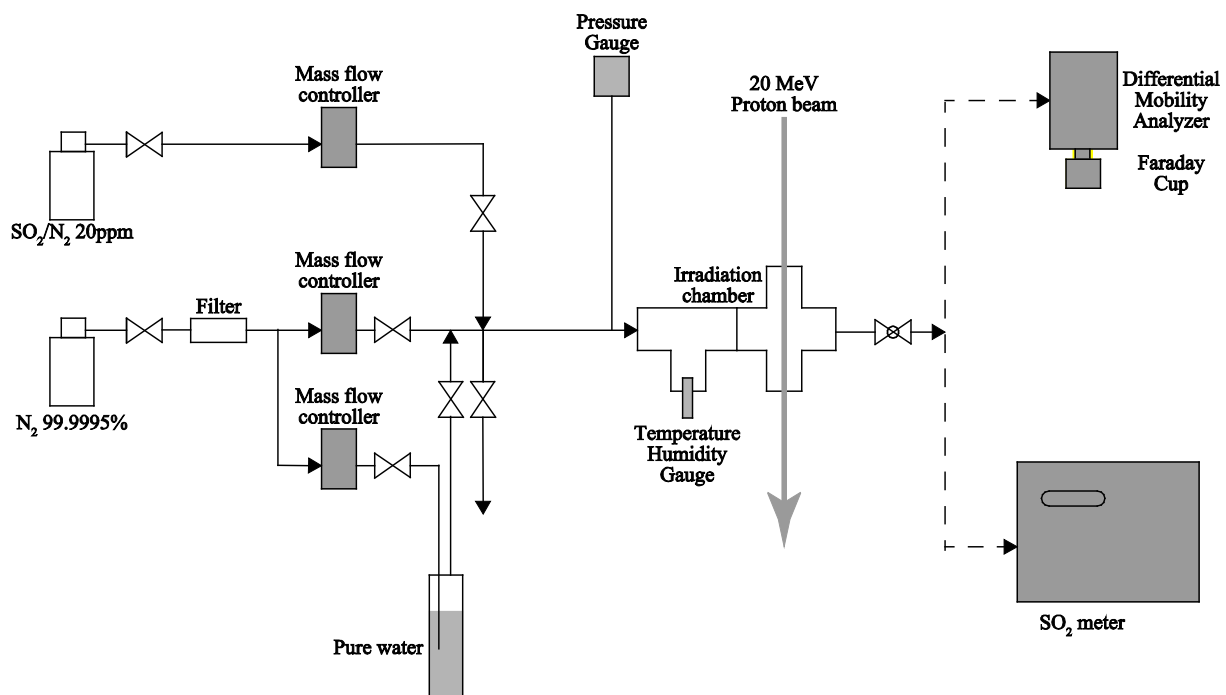 Pressure
Gauge
Mass flow
controller
20 MeV
Proton beam
Differential
Mobility
Analyzer
Faraday
Cup
SO₂/N₂ 20ppm
Mass flow
controller
Irradiation
chamber
Filter
N₂ 99.9995%
Mass flow
controller
Temperature
Humidity
Gauge
Pure water
SO₂ meter